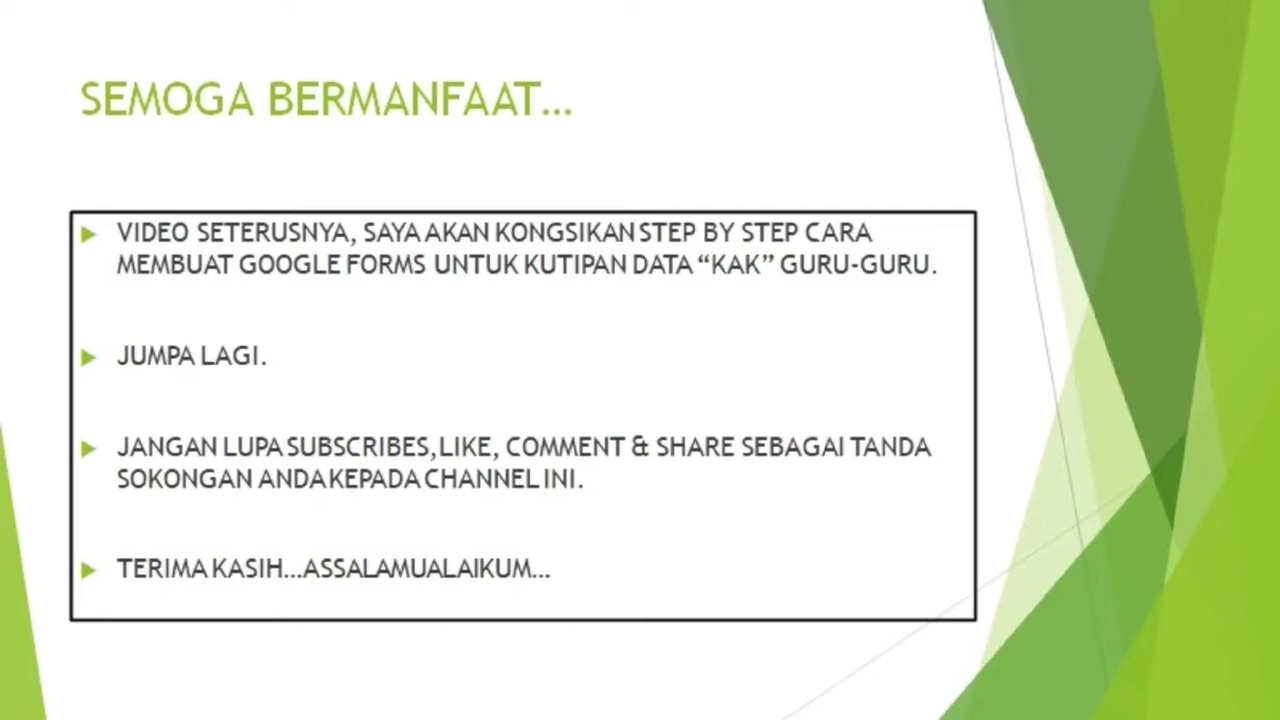 SEMOGA BERMANFAAT...
VIDEO SETERUSNYA, SAYA AKAN KONGSIKAN STEP BY STEP CARA
MEMBUAT GOOGLE FORMS UNTUK KUTIPAN DATA “KAK” GURU-GURU.
JUMPA LAGI.
JANGAN LUPA SUBSCRIBES, LIKE, COMMENT & SHARE SEBAGAI TANDA
SOKONGAN ANDA KEPADA CHANNEL INI.
TERIMA KASIH...ASSALAMUALAIKUM...